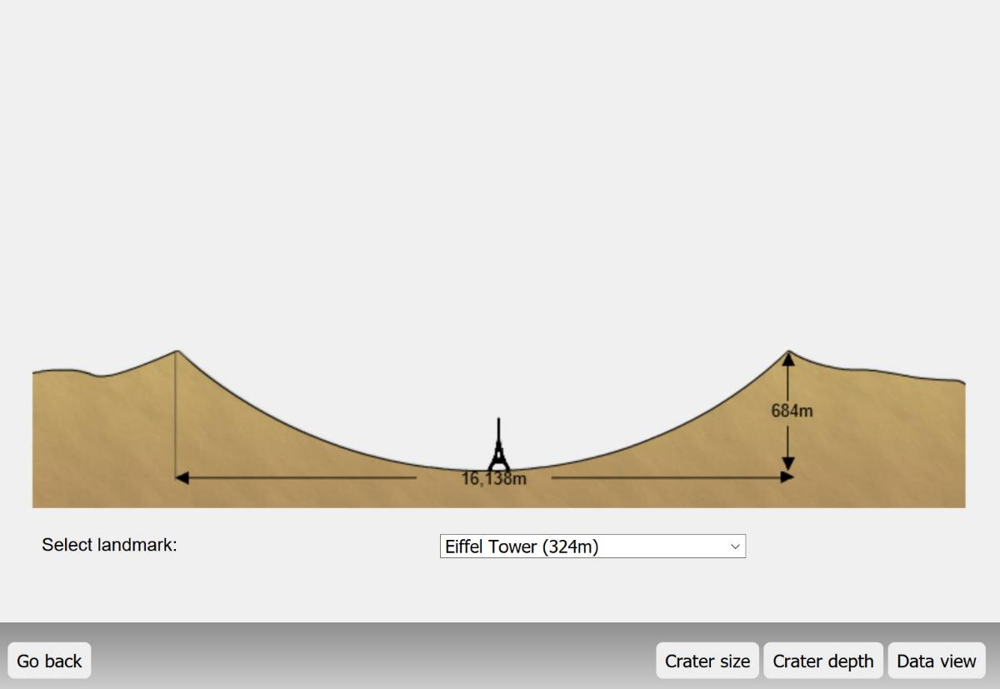 684m
16,138m
Select landmark:
Eiffel Tower (324m)
Go back
Crater size
Crater depth
Data view